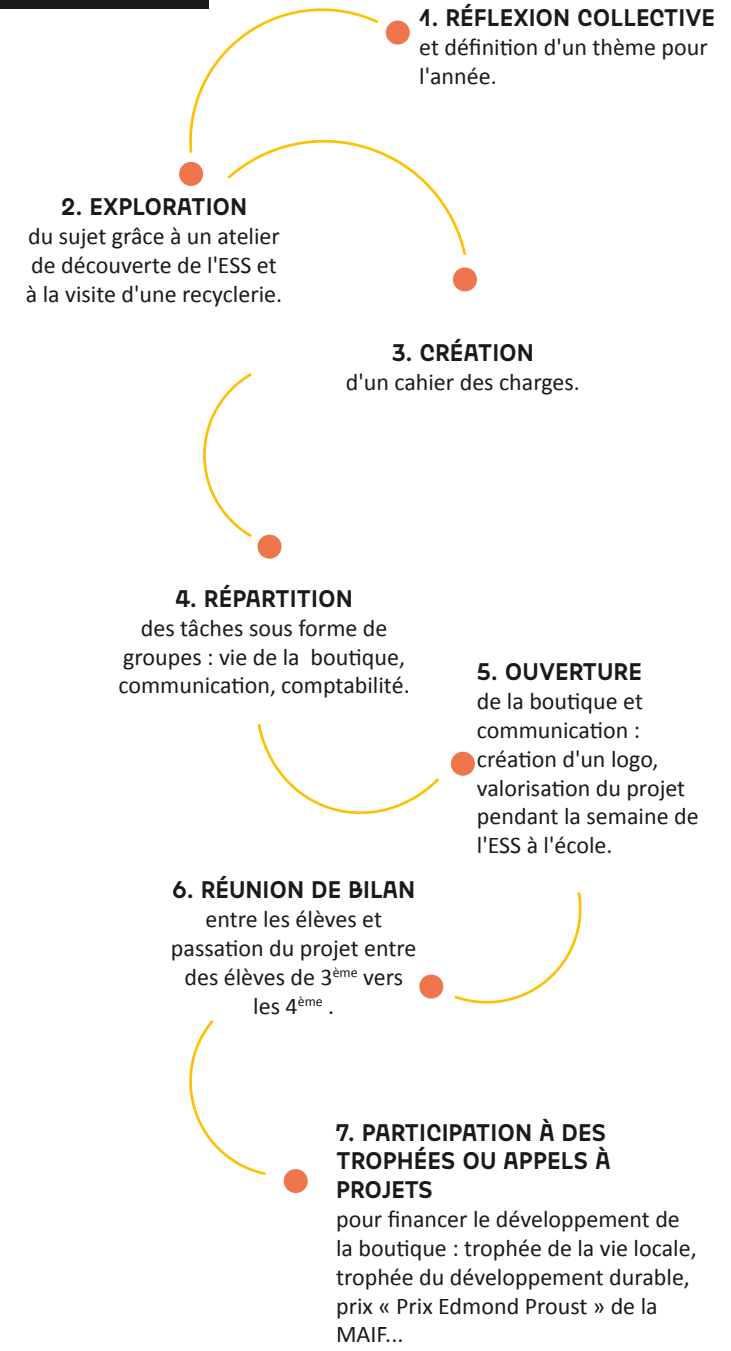 1. RÉFLEXION COLLECTIVE
et définition d'un thème pour
l'année.
2. EXPLORATION
du sujet grâce à un atelier
de découverte de l'ESS et
à la visite d'une recyclerie.
3. CRÉATION
d'un cahier des charges.
4. RÉPARTITION
des tâches sous forme de
groupes : vie de la boutique,
communication, comptabilité.
5. OUVERTURE
de la boutique et
communication :
création d'un logo,
valorisation du projet
pendant la semaine de
l'ESS à l'école.
6. RÉUNION DE BILAN
entre les élèves et
passation du projet entre
des élèves de 3ème vers
les 4ème .
7. PARTICIPATION À DES
TROPHÉES OU APPELS À
PROJETS
pour financer le développement de
la boutique : trophée de la vie locale,
trophée du développement durable,
prix « Prix Edmond Proust » de la
MAIF...